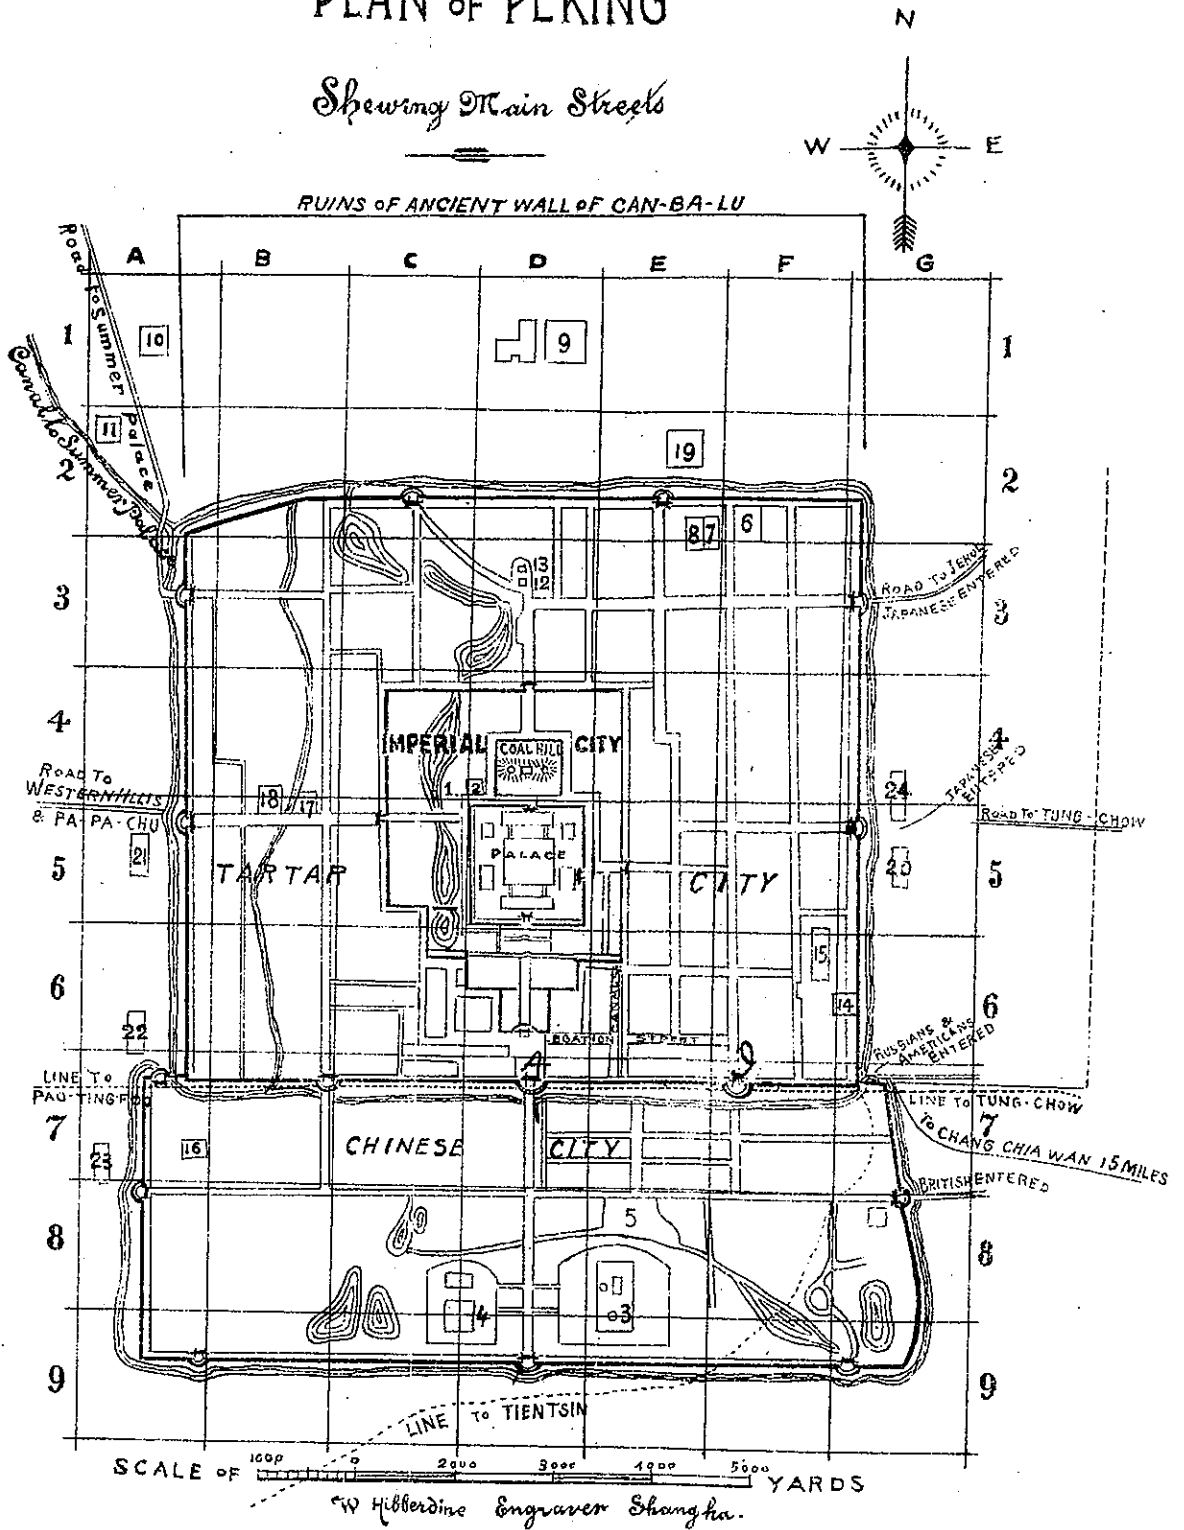 PLAN OF PEKING
Shewing Main Streets
N
W
E
RUINS OF ANCIENT WALL OF CAN-BA-LU
A B C D E F G
Road to Summer Palace
Canal to Summer Palace
1
10
9
1
11
2
19
2
8 7
6
13
12
3
ROAD TO JEHOL
JAPANESE ENTERED
3
4
IMPERIAL CITY
COAL HILL
4
JAPANESE ENTERED
ROAD TO
WESTERN HILLS
& PA-PA-CHU
18
17
1
2
24
ROAD TO TUNG-CHOW
21
5
TARTAR CITY
PALACE
20
5
15
6
14
6
22
CANAL
LEGATION STREET
RUSSIANS &
AMERICANS
ENTERED
LINE TO
PAO-TING-FOO
LINE TO TUNG-CHOW
7
7
TO CHANG CHIA WAN 15 MILES
23
16
CHINESE CITY
BRITISH ENTERED
8
5
8
4
3
9
9
LINE TO TIENTSIN
SCALE OF
1000 0 2000 3000 4000 5000
YARDS
W Hibberdine Engraver Shangha.